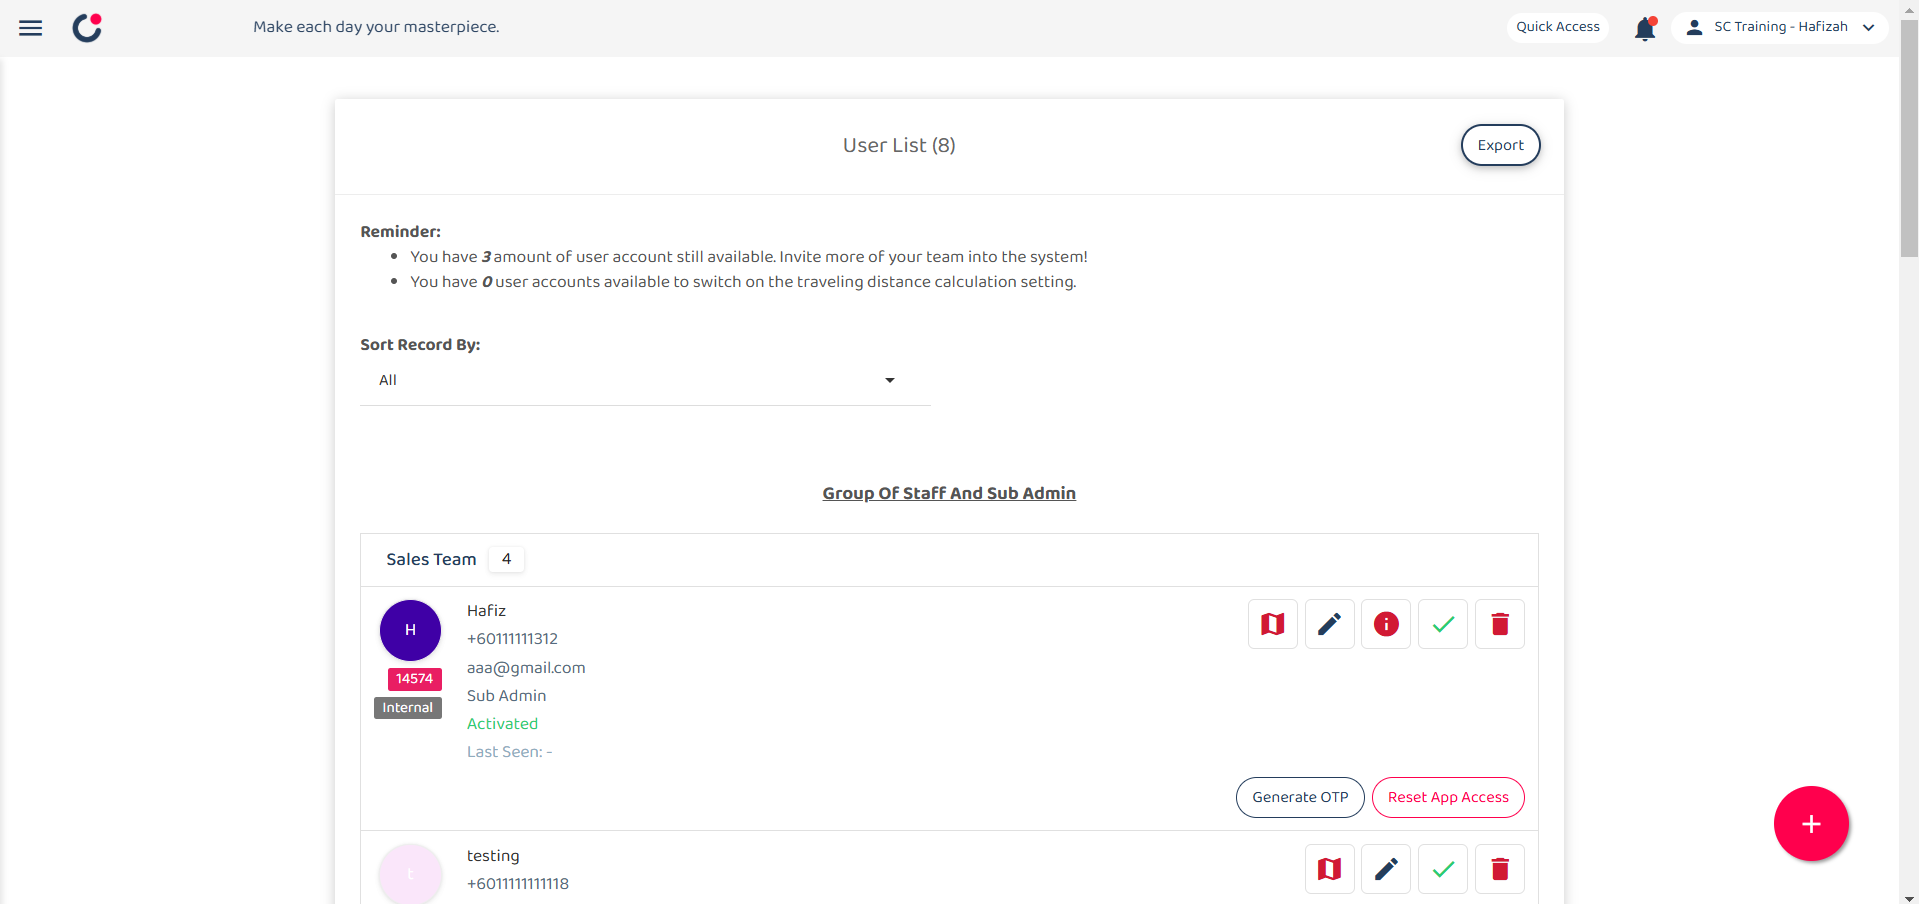 Make each day your masterpiece.
Quick Access
SC Training - Hafizah
User List (8)
Export
Reminder:
You have 3 amount of user account still available. Invite more of your team into the system!
You have 0 user accounts available to switch on the traveling distance calculation setting.
Sort Record By:
All
Group Of Staff And Sub Admin
Sales Team 4
H
14574
Internal
Hafiz
+60111111312
aaa@gmail.com
Sub Admin
Activated
Last Seen: -
Generate OTP
Reset App Access
t
testing
+6011111111118